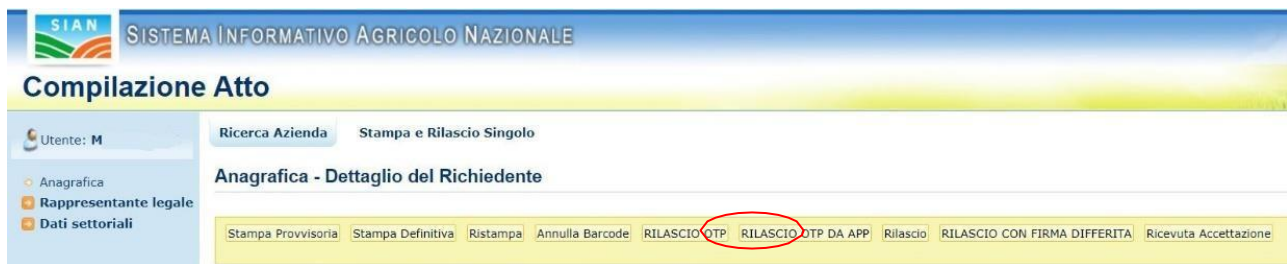 SIAN
SISTEMA INFORMATIVO AGRICOLO NAZIONALE
Compilazione Atto
Utente: M
Ricerca Azienda Stampa e Rilascio Singolo
Anagrafica
Rappresentante legale
Dati settoriali
Anagrafica - Dettaglio del Richiedente
Stampa Provvisoria Stampa Definitiva Ristampa Annulla Barcode RILASCIO OTP RILASCIO OTP DA APP Rilascio RILASCIO CON FIRMA DIFFERITA Ricevuta Accettazione